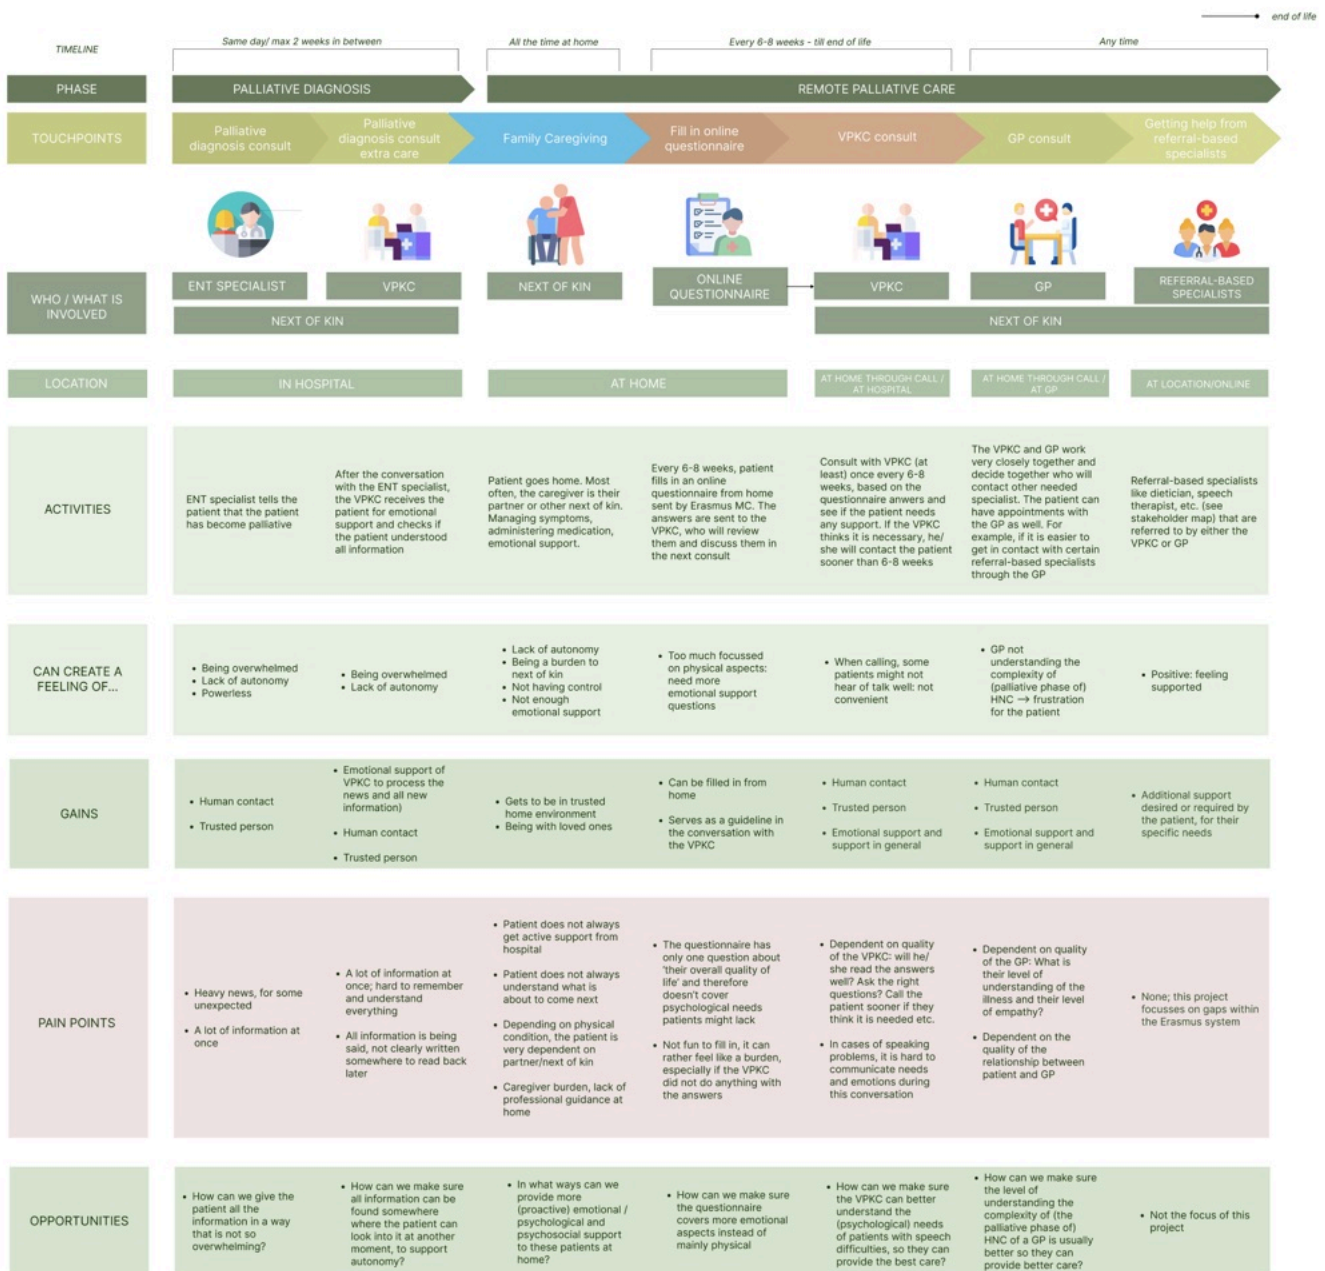 end of life
TIMELINE
Same day/ max 2 weeks in between
All the time at home
Every 6-8 weeks - till end of life
Any time
PHASE
PALLIATIVE DIAGNOSIS
REMOTE PALLIATIVE CARE
TOUCHPOINTS
Palliative
diagnosis consult
Palliative
diagnosis consult
extra care
Family Caregiving
Fill in online
questionnaire
VPKC consult
GP consult
Getting help from
referral-based
specialists
WHO / WHAT IS
INVOLVED
ENT SPECIALIST
VPKC
NEXT OF KIN
NEXT OF KIN
ONLINE
QUESTIONNAIRE
VPKC
GP
REFERRAL-BASED
SPECIALISTS
NEXT OF KIN
LOCATION
IN HOSPITAL
AT HOME
AT HOME THROUGH CALL /
AT HOSPITAL
AT HOME THROUGH CALL /
AT GP
AT LOCATION/ONLINE
ACTIVITIES
ENT specialist tells the
patient that the patient
has become palliative
After the conversation
with the ENT specialist,
the VPKC receives the
patient for emotional
support and checks if
the patient understood
all information
Patient goes home. Most
often, the caregiver is their
partner or other next of kin.
Managing symptoms,
administering medication,
emotional support.
Every 6-8 weeks, patient
fills in an online
questionnaire from home
sent by Erasmus MC. The
answers are sent to the
VPKC, who will review
them and discuss them in
the next consult
Consult with VPKC (at
least) once every 6-8
weeks, based on the
questionnaire anwers and
see if the patient needs
any support. If the VPKC
thinks it is necessary, he/
she will contact the patient
sooner than 6-8 weeks
The VPKC and GP work
very closely together and
decide together who will
contact other needed
specialist. The patient can
have appointments with
the GP as well. For
example, if it is easier to
get in contact with certain
referral-based specialists
through the GP
Referral-based specialists
like dietician, speech
therapist, etc. (see
stakeholder map) that are
referred to by either the
VPKC or GP
CAN CREATE A
FEELING OF...
• Being overwhelmed
• Lack of autonomy
• Powerless
• Being overwhelmed
• Lack of autonomy
• Lack of autonomy
• Being a burden to
next of kin
• Not having control
• Not enough
emotional support
• Too much focussed
on physical aspects:
need more
emotional support
questions
• When calling, some
patients might not
hear of talk well: not
convenient
• GP not
understanding the
complexity of
(palliative phase of)
HNC → frustration
for the patient
• Positive: feeling
supported
GAINS
• Human contact
• Trusted person
• Emotional support of
VPKC to process the
news and all new
information)
• Human contact
• Trusted person
• Gets to be in trusted
home environment
• Being with loved ones
• Can be filled in from
home
• Serves as a guideline in
the conversation with
the VPKC
• Human contact
• Trusted person
• Emotional support and
support in general
• Human contact
• Trusted person
• Emotional support and
support in general
• Additional support
desired or required by
the patient, for their
specific needs
PAIN POINTS
• Heavy news, for some
unexpected
• A lot of information at
once
• A lot of information at
once; hard to remember
and understand
everything
• All information is being
said, not clearly written
somewhere to read back
later
• Patient does not always
get active support from
hospital
• Patient does not always
understand what is
about to come next
• Depending on physical
condition, the patient is
very dependent on
partner/next of kin
• Caregiver burden, lack of
professional guidance at
home
• The questionnaire has
only one question about
'their overall quality of
life' and therefore
doesn't cover
psychological needs
patients might lack
• Not fun to fill in, it can
rather feel like a burden,
especially if the VPKC
did not do anything with
the answers
• Dependent on quality
of the VPKC: will he/
she read the answers
well? Ask the right
questions? Call the
patient sooner if they
think it is needed etc.
• In cases of speaking
problems, it is hard to
communicate needs
and emotions during
this conversation
• Dependent on quality
of the GP: What is
their level of
understanding of the
illness and their level
of empathy?
• Dependent on the
quality of the
relationship between
patient and GP
• None; this project
focusses on gaps within
the Erasmus system
OPPORTUNITIES
• How can we give the
patient all the
information in a way
that is not so
overwhelming?
• How can we make sure
all information can be
found somewhere
where the patient can
look into it at another
moment, to support
autonomy?
• In what ways can we
provide more
(proactive) emotional /
psychological and
psychosocial support
to these patients at
home?
• How can we make sure
the questionnaire
covers more emotional
aspects instead of
mainly physical
• How can we make sure
the VPKC can better
understand the
(psychological) needs
of patients with speech
difficulties, so they can
provide the best care?
• How can we make sure
the level of
understanding the
complexity of (the
palliative phase of)
HNC of a GP is usually
better so they can
provide better care?
• Not the focus of this
project